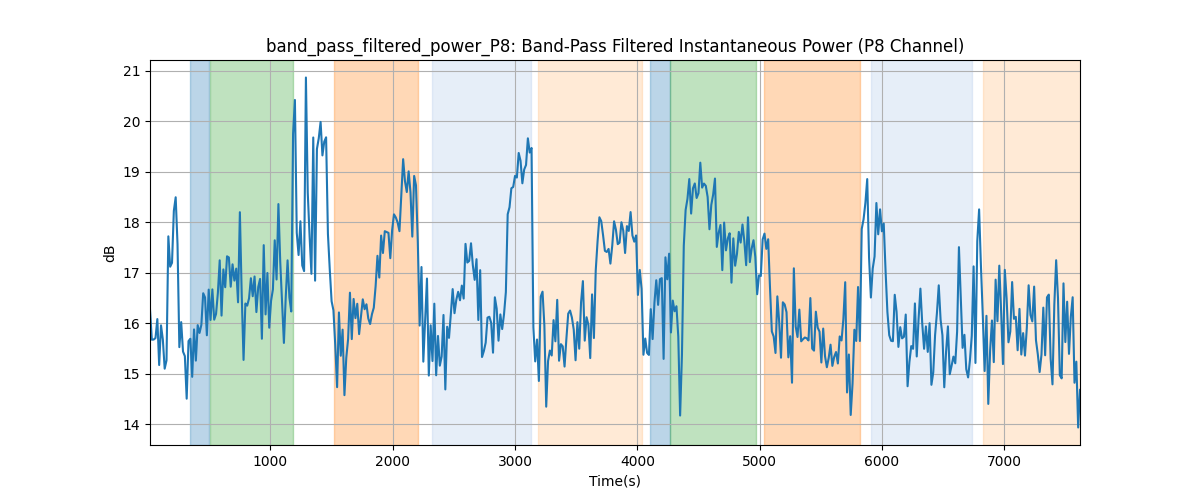 band_pass_filtered_power_P8: Band-Pass Filtered Instantaneous Power (P8 Channel)
21
20
19
18
17
16
15
14
dB
1000 2000 3000 4000 5000 6000 7000
Time(s)